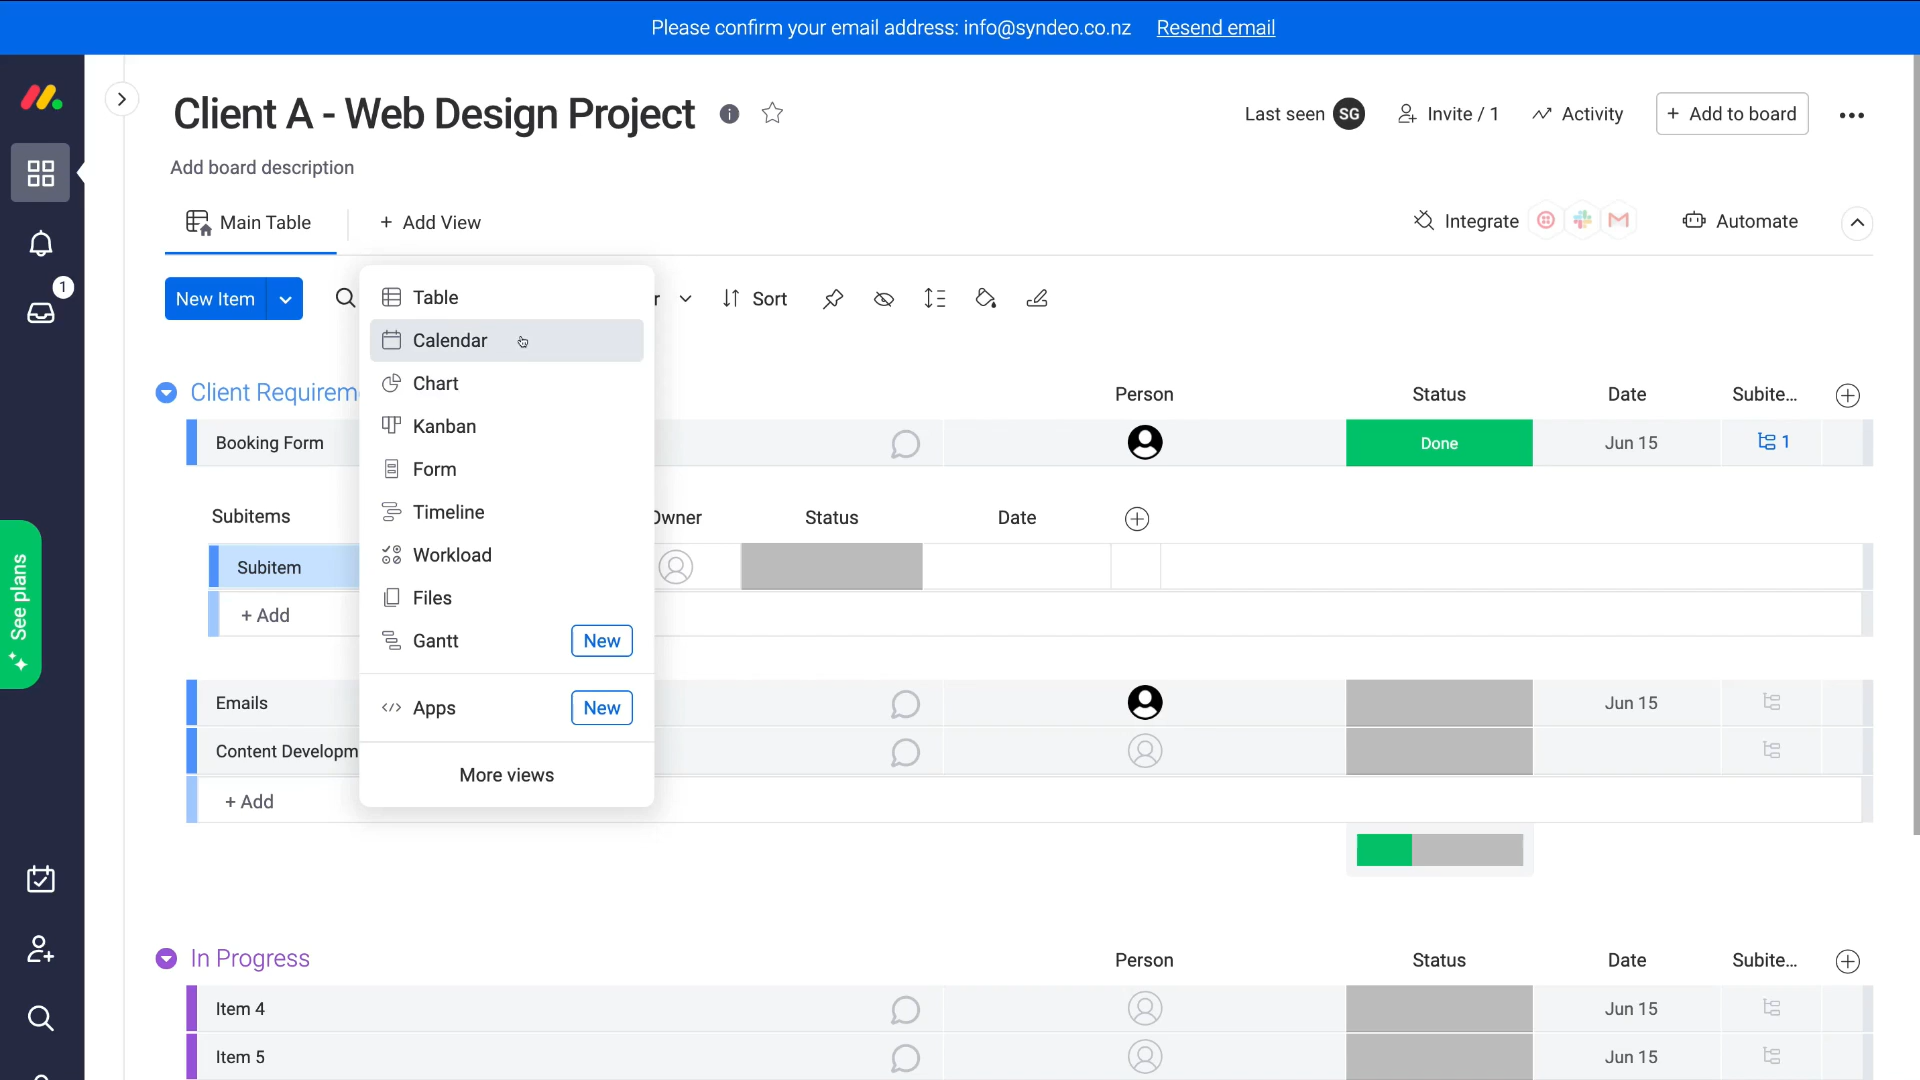 Please confirm your email address: info@syndeo.co.nz Resend email
Client A - Web Design Project
Last seen SG Invite / 1 Activity + Add to board
Add board description
Main Table + Add View
Integrate Automate
1
New Item
r Sort
Table
Calendar
Chart
Kanban
Form
Timeline
Workload
Files
Gantt New
Apps New
More views
Client Requirem
Person Status Date Subite...
Booking Form Done Jun 15 1
Subitems Owner Status Date
Subitem
+ Add
See plans
Emails Jun 15
Content Developm
+ Add
In Progress Person Status Date Subite...
Item 4 Jun 15
Item 5 Jun 15